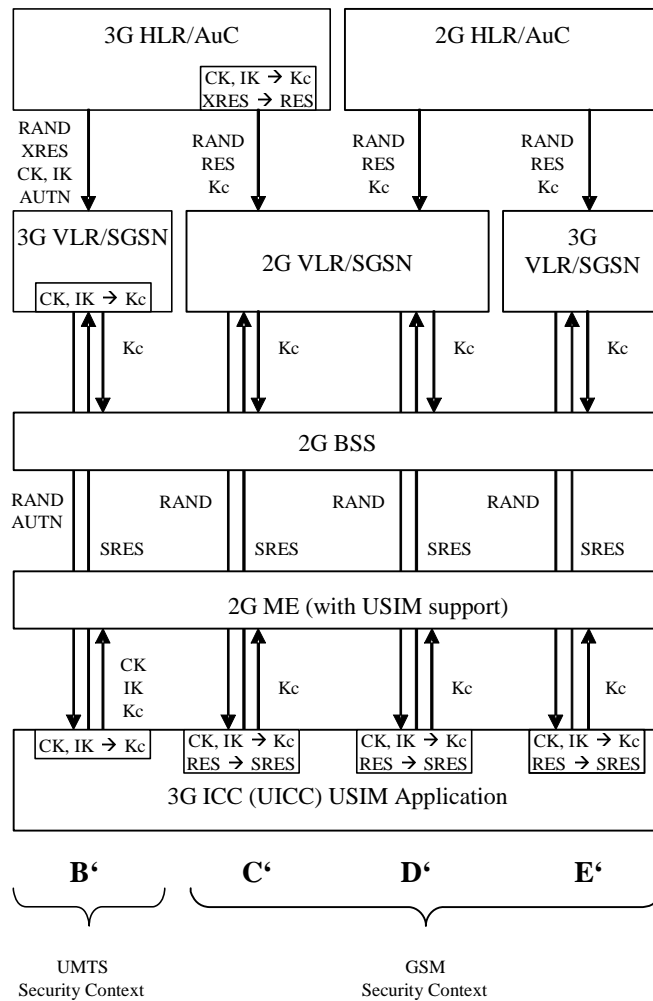 3G HLR/AuC
2G HLR/AuC
CK, IK → Kc
XRES → RES
RAND
XRES
CK, IK
AUTN
RAND
RES
Kc
RAND
RES
Kc
RAND
RES
Kc
3G VLR/SGSN
CK, IK → Kc
2G VLR/SGSN
3G
VLR/SGSN
Kc
Kc
Kc
Kc
2G BSS
RAND
AUTN
SRES
RAND
SRES
RAND
SRES
RAND
SRES
2G ME (with USIM support)
CK
IK
Kc
Kc
Kc
Kc
CK, IK → Kc
CK, IK → Kc
RES → SRES
CK, IK → Kc
RES → SRES
CK, IK → Kc
RES → SRES
3G ICC (UICC) USIM Application
B‘
C‘
D‘
E‘
UMTS
Security Context
GSM
Security Context